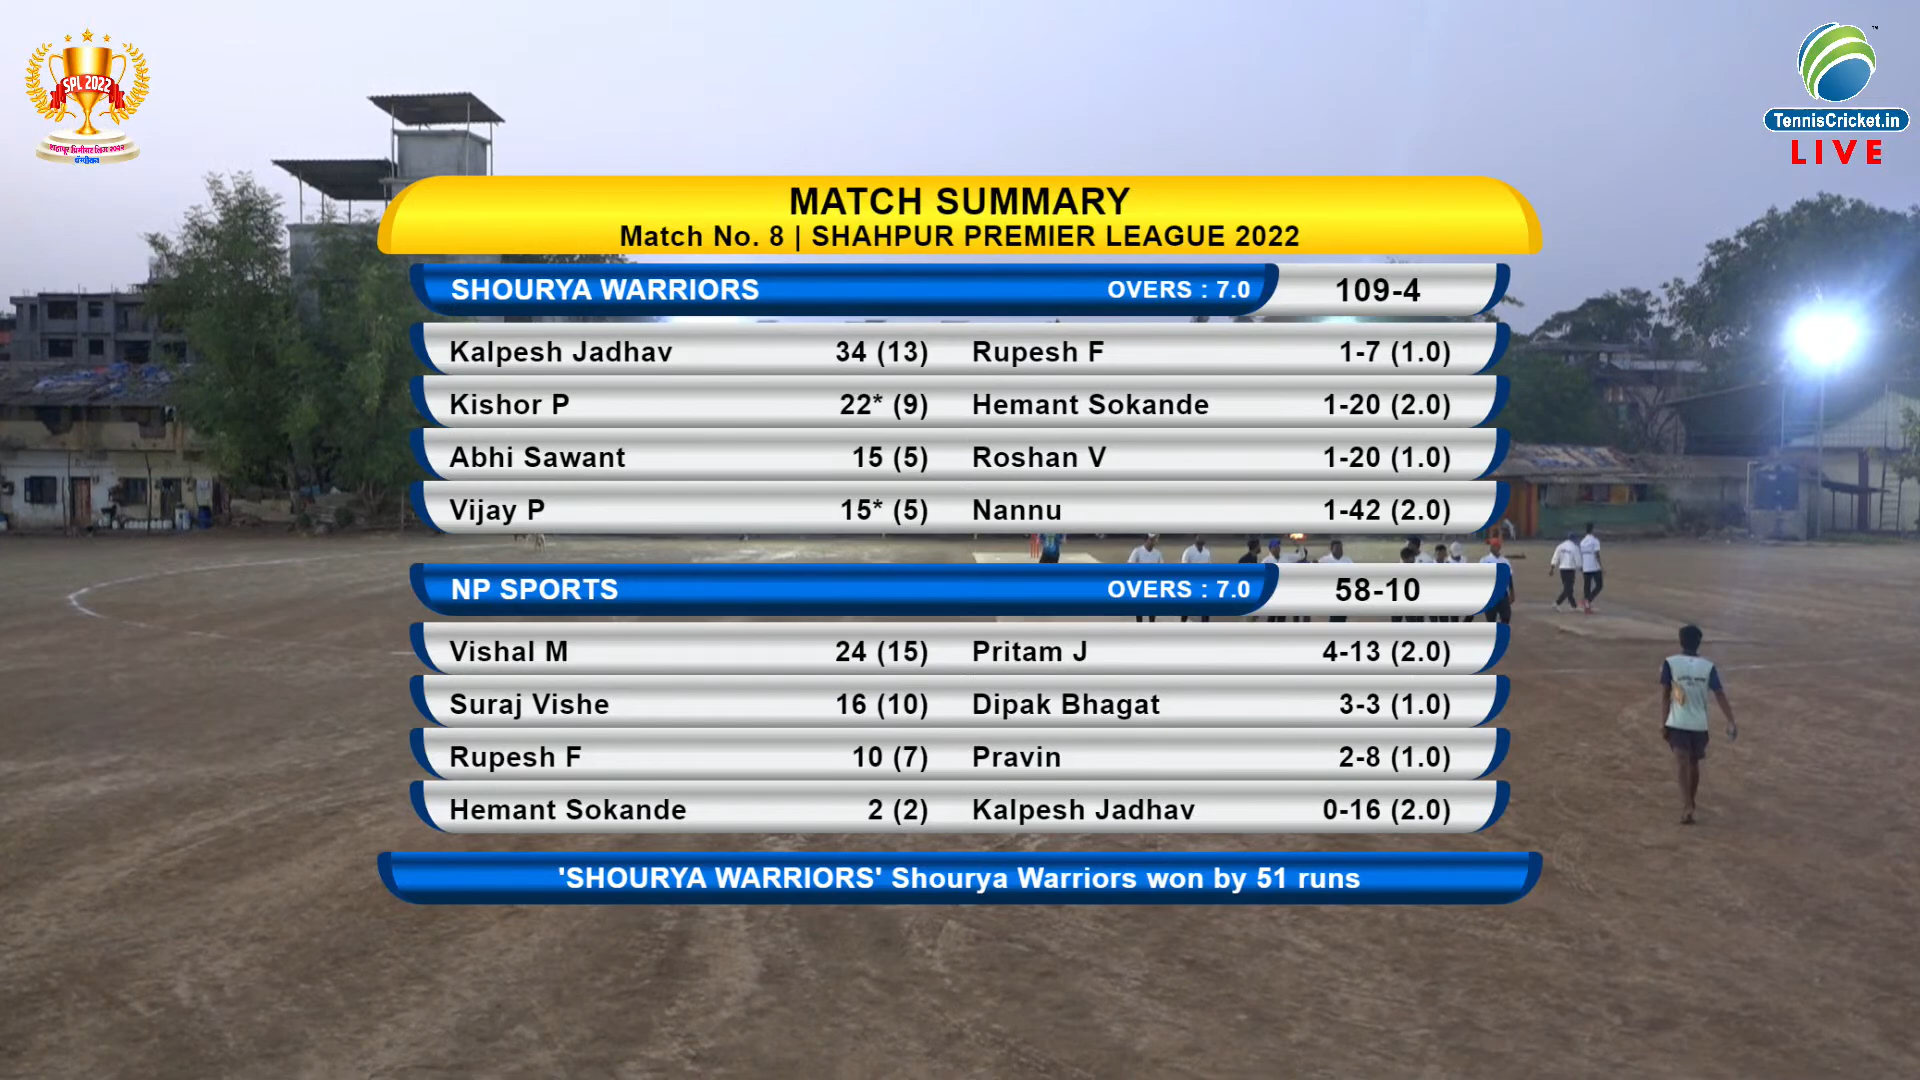 SPL 2022
शहापूर प्रिमीयर लिग २०२२
™
TennisCricket.in
LIVE
MATCH SUMMARY
Match No. 8 | SHAHPUR PREMIER LEAGUE 2022
SHOURYA WARRIORS OVERS : 7.0 109-4
Kalpesh Jadhav 34 (13) Rupesh F 1-7 (1.0)
Kishor P 22* (9) Hemant Sokande 1-20 (2.0)
Abhi Sawant 15 (5) Roshan V 1-20 (1.0)
Vijay P 15* (5) Nannu 1-42 (2.0)
NP SPORTS OVERS : 7.0 58-10
Vishal M 24 (15) Pritam J 4-13 (2.0)
Suraj Vishe 16 (10) Dipak Bhagat 3-3 (1.0)
Rupesh F 10 (7) Pravin 2-8 (1.0)
Hemant Sokande 2 (2) Kalpesh Jadhav 0-16 (2.0)
'SHOURYA WARRIORS' Shourya Warriors won by 51 runs